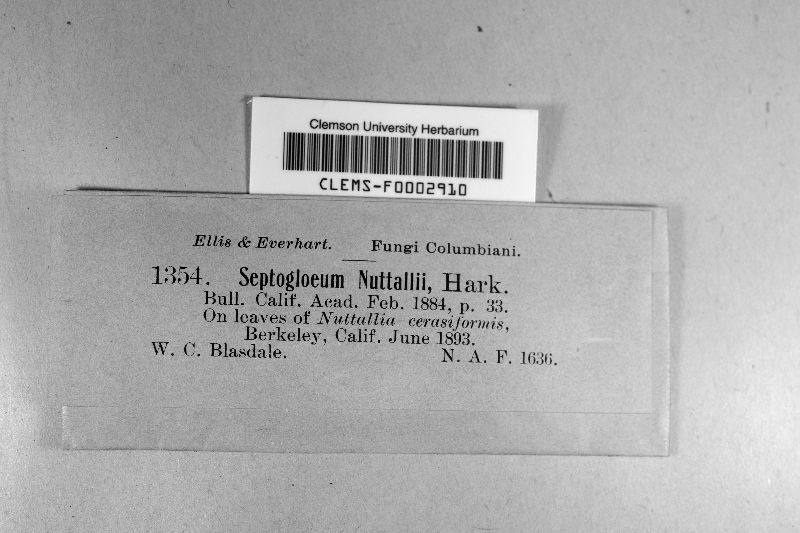 Clemson University Herbarium
CLEMS-F0002910
Ellis & Everhart. Fungi Columbiani.
1354. Septogloeum Nuttallii, Hark.
Bull. Calif. Acad. Feb. 1884, p. 33.
On leaves of Nuttallia cerasiformis,
Berkeley, Calif. June 1893.
W. C. Blasdale. N. A. F. 1636.